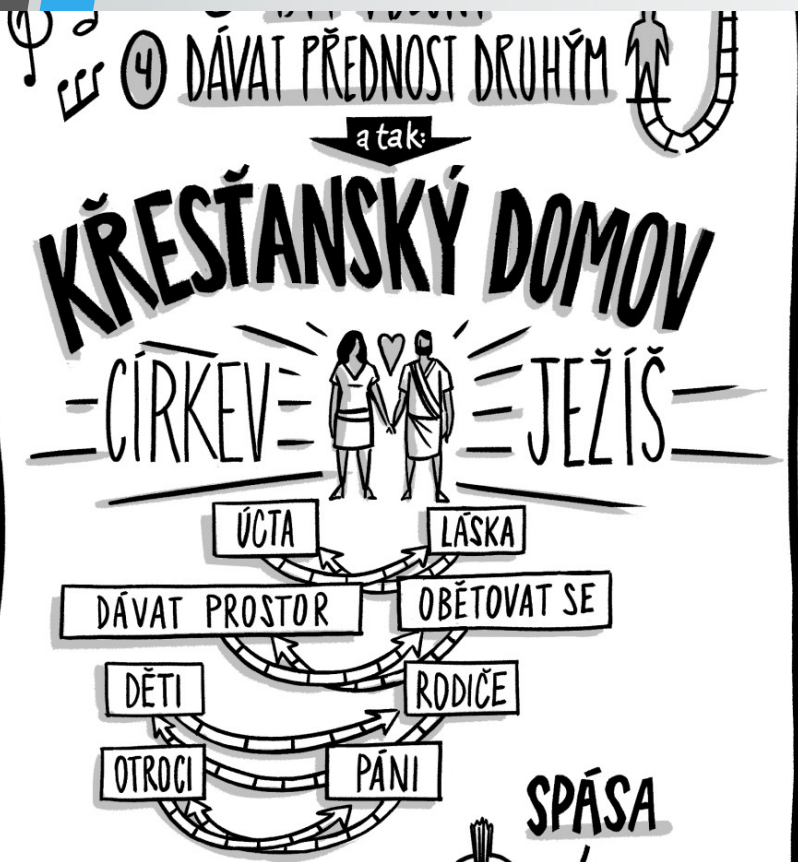 4 DÁVAT PŘEDNOST DRUHÝM
a tak:
KŘESŤANSKÝ DOMOV
CÍRKEV JEŽÍŠ
ÚCTA LÁSKA
DÁVAT PROSTOR OBĚTOVAT SE
DĚTI RODIČE
OTROCI PÁNI
SPÁSA